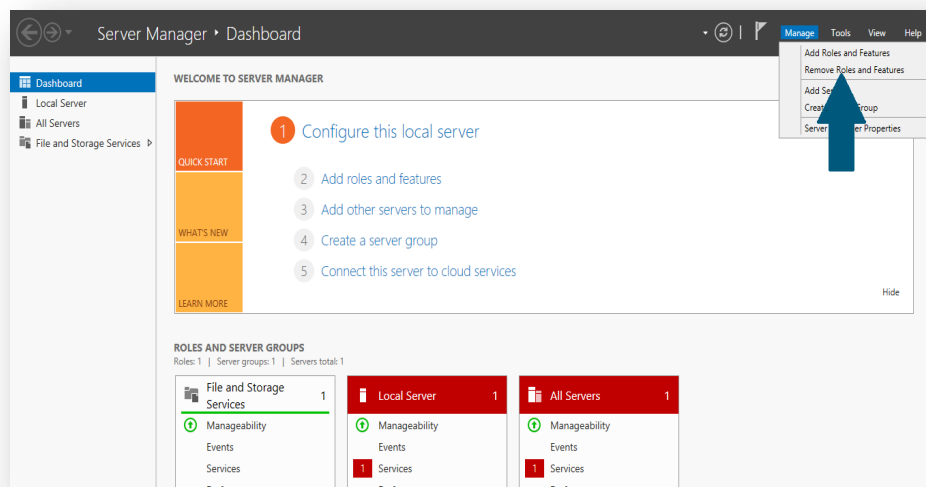 Server Manager ‣ Dashboard
Manage Tools View Help
Add Roles and Features
Remove Roles and Features
Add
Create Group
Server Properties
Dashboard
Local Server
All Servers
File and Storage Services
WELCOME TO SERVER MANAGER
QUICK START
WHAT'S NEW
LEARN MORE
1 Configure this local server
2 Add roles and features
3 Add other servers to manage
4 Create a server group
5 Connect this server to cloud services
Hide
ROLES AND SERVER GROUPS
Roles: 1 | Server groups: 1 | Servers total: 1
File and Storage Services 1
Manageability
Events
Services
Local Server 1
Manageability
Events
1 Services
All Servers 1
Manageability
Events
1 Services